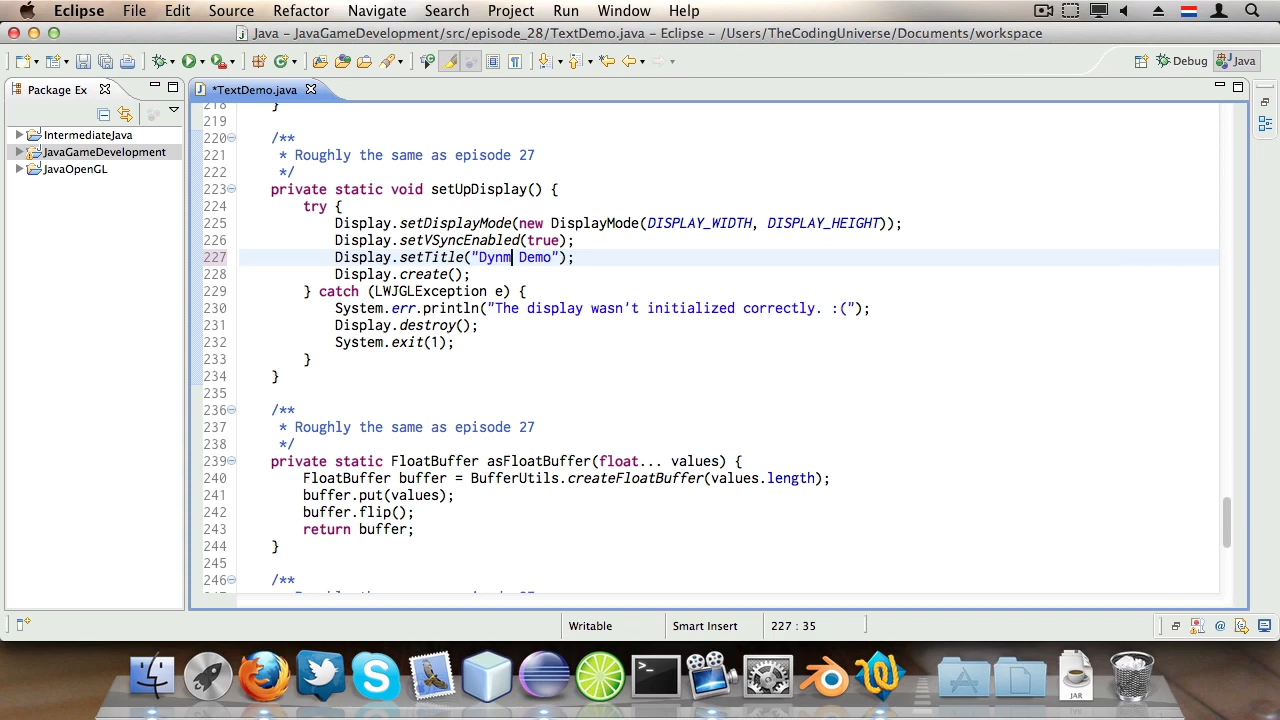 Eclipse File Edit Source Refactor Navigate Search Project Run Window Help
Java – JavaGameDevelopment/src/episode_28/TextDemo.java – Eclipse – /Users/TheCodingUniverse/Documents/workspace
Debug Java
Package Ex
*TextDemo.java
IntermediateJava
JavaGameDevelopment
JavaOpenGL
218 }
219
220 /**
221 * Roughly the same as episode 27
222 */
223 private static void setUpDisplay() {
224 try {
225 Display.setDisplayMode(new DisplayMode(DISPLAY_WIDTH, DISPLAY_HEIGHT));
226 Display.setVSyncEnabled(true);
227 Display.setTitle("Dynm Demo");
228 Display.create();
229 } catch (LWJGLException e) {
230 System.err.println("The display wasn't initialized correctly. :(");
231 Display.destroy();
232 System.exit(1);
233 }
234 }
235
236 /**
237 * Roughly the same as episode 27
238 */
239 private static FloatBuffer asFloatBuffer(float... values) {
240 FloatBuffer buffer = BufferUtils.createFloatBuffer(values.length);
241 buffer.put(values);
242 buffer.flip();
243 return buffer;
244 }
245
246 /**
Writable Smart Insert 227 : 35
JAR